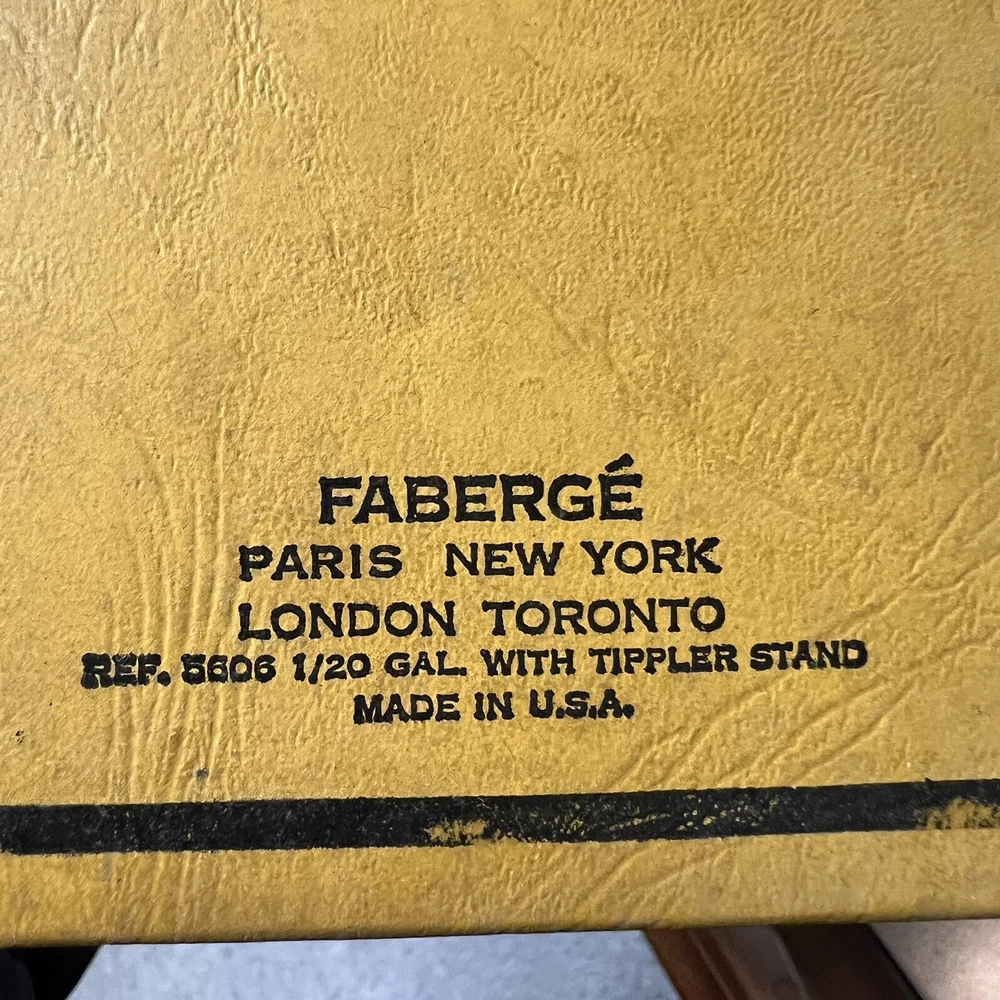 FABERGÉ
PARIS NEW YORK
LONDON TORONTO
REF. 5606 1/20 GAL. WITH TIPPLER STAND
MADE IN U.S.A.